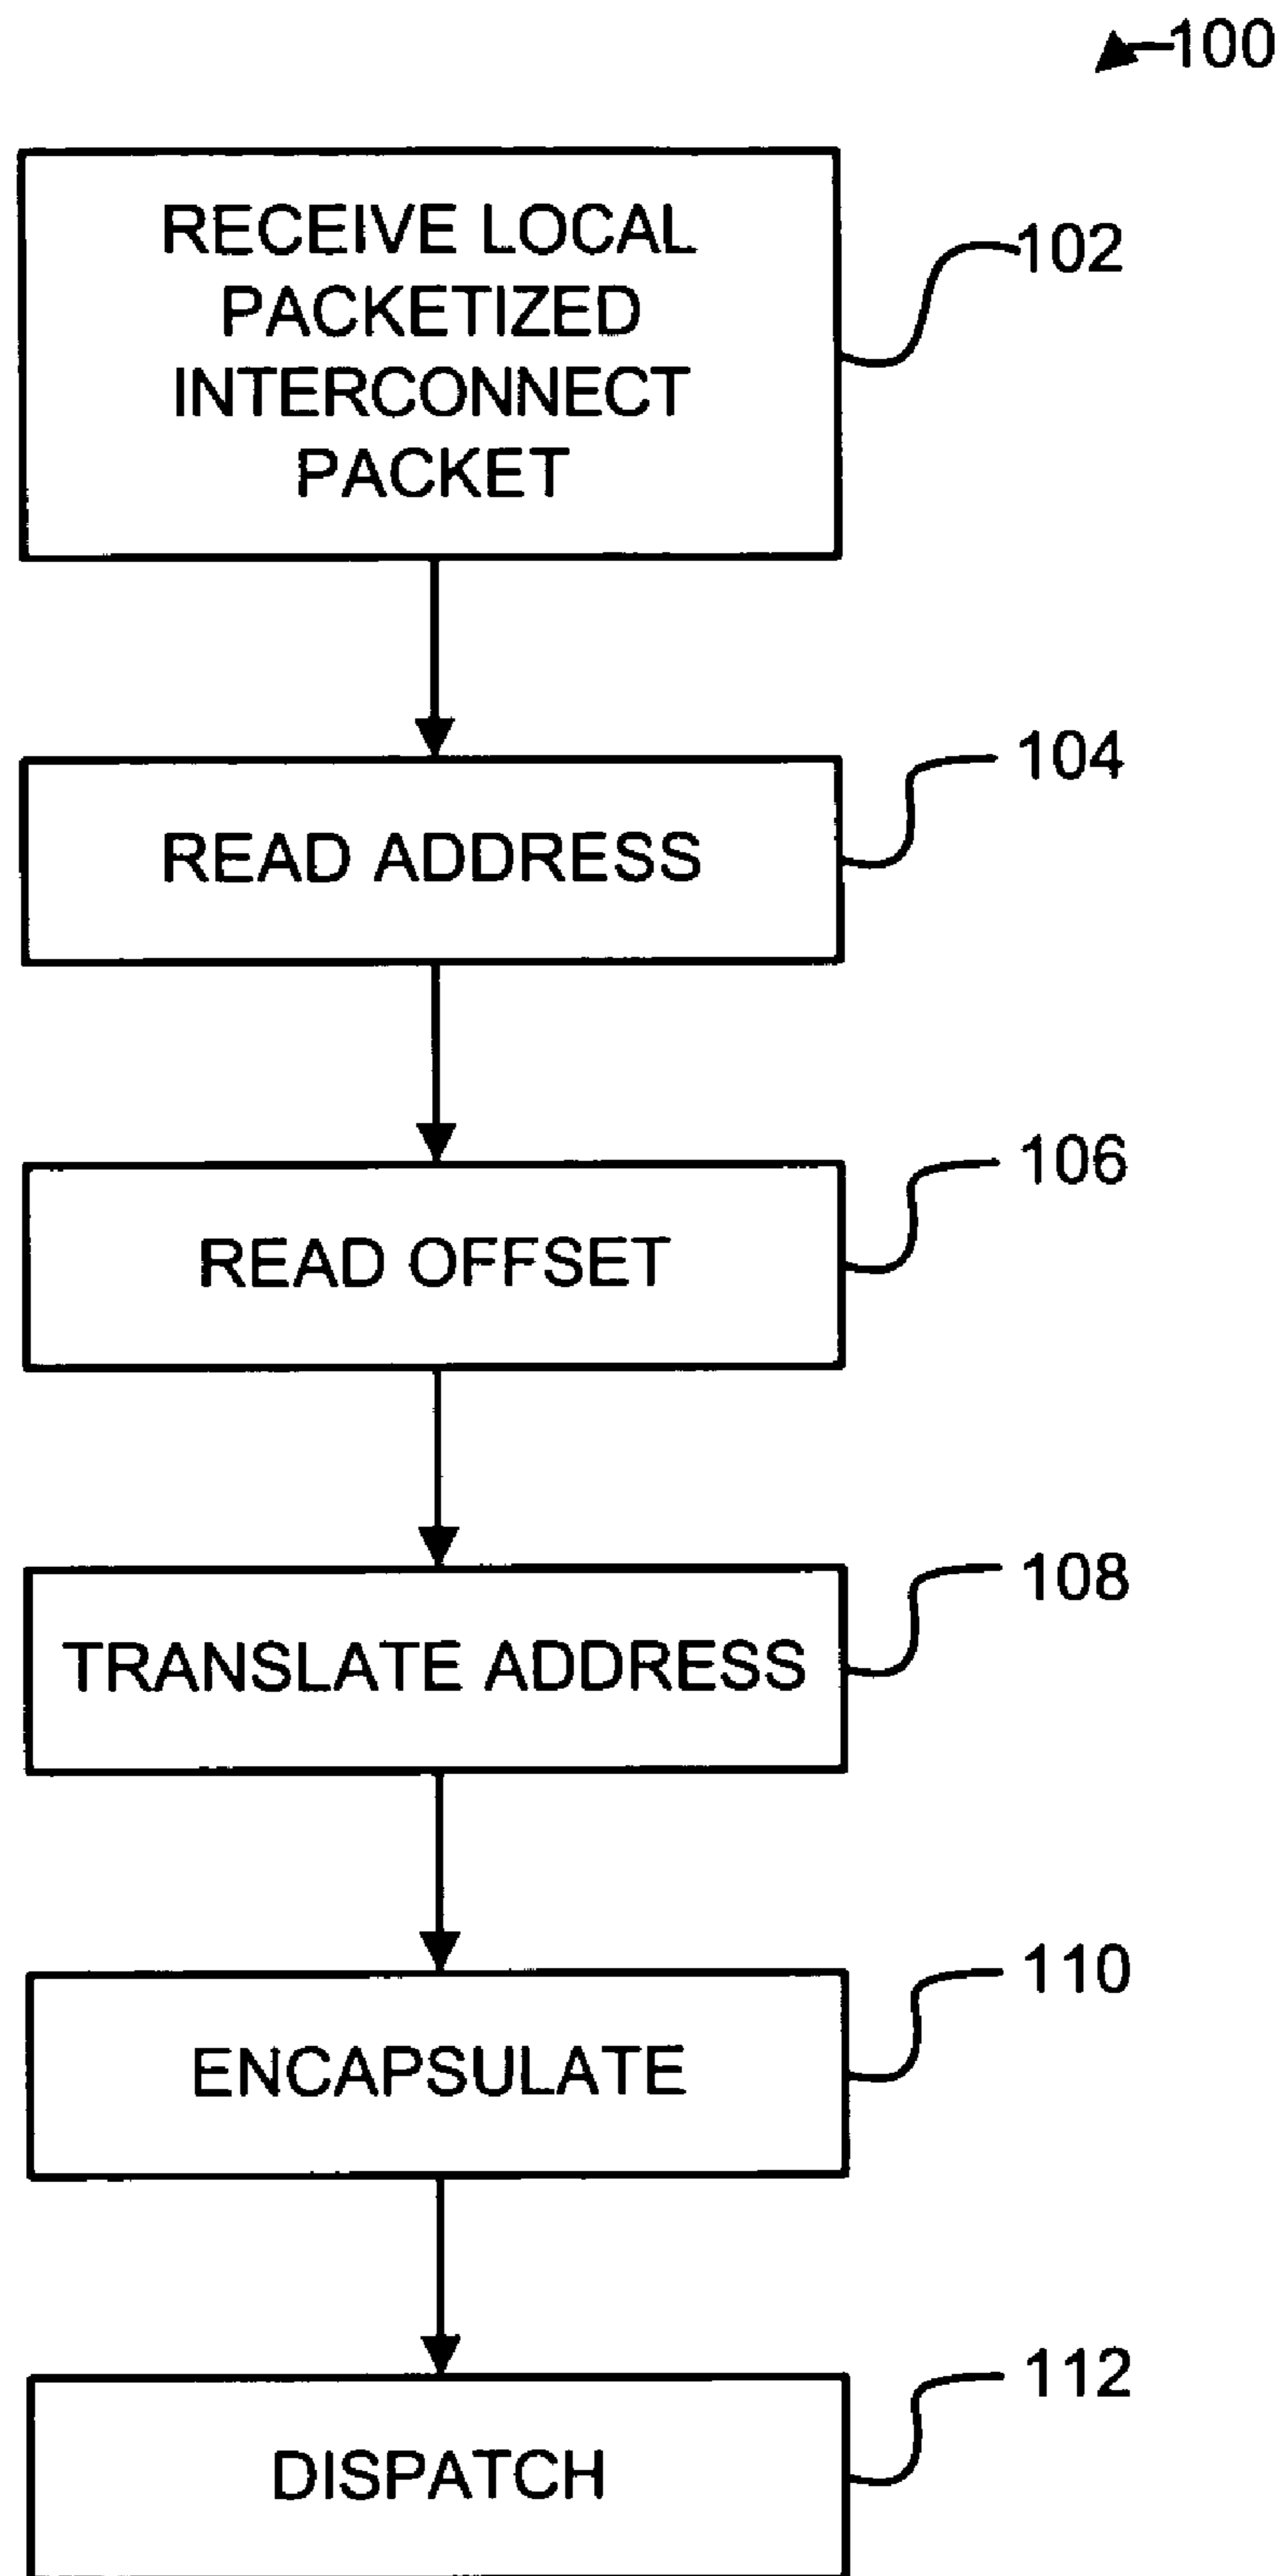 100
RECEIVE LOCAL
PACKETIZED
INTERCONNECT
PACKET
102
READ ADDRESS
104
READ OFFSET
106
TRANSLATE ADDRESS
108
ENCAPSULATE
110
DISPATCH
112